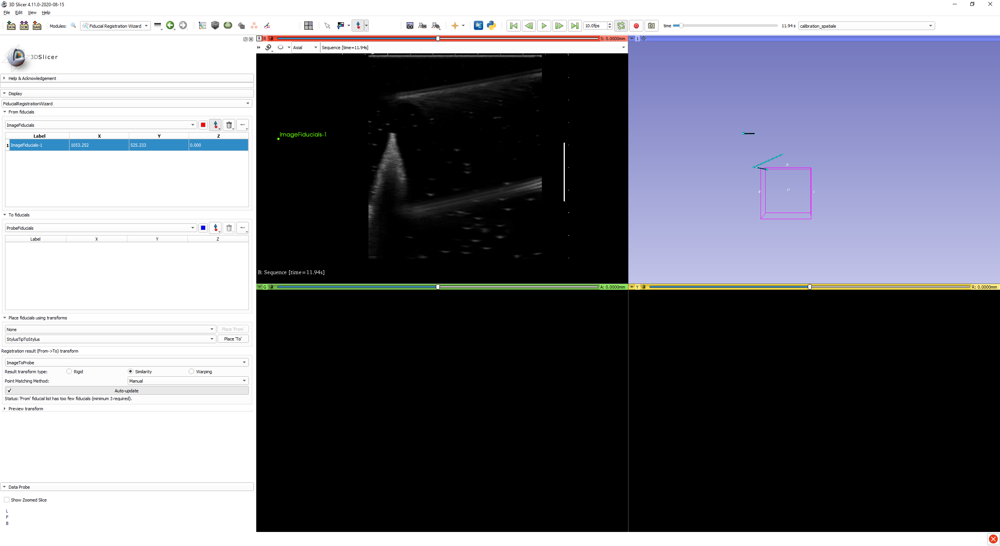 3D Slicer 4.11.0-2020-08-15
File Edit View Help
DATA DCM SAVE Modules: Fiducial Registration Wizard 10.0fps time 11.94 s calibration_spatiale
R S: 0.0000mm 1
3DSlicer
Axial Sequence [time=11.94s]
Help & Acknowledgement
Display
FiducialRegistrationWizard
From fiducials
ImageFiducials
Label X Y Z
1 ImageFiducials-1 1053.252 525.233 0.000
ImageFiducials-1
S
To fiducials
ProbeFiducials
Label X Y Z
B: Sequence [time=11.94s]
G A: 0.0000mm Y R: 0.0000mm
Place fiducials using transforms
None Place 'From'
StylusTipToStylus Place 'To'
Registration result (From->To) transform
ImageToProbe
Result transform type: Rigid Similarity Warping
Point Matching Method: Manual
Auto-update
Status: 'From' fiducial list has too few fiducials (minimum 3 required).
Preview transform
Data Probe
Show Zoomed Slice
L
F
B